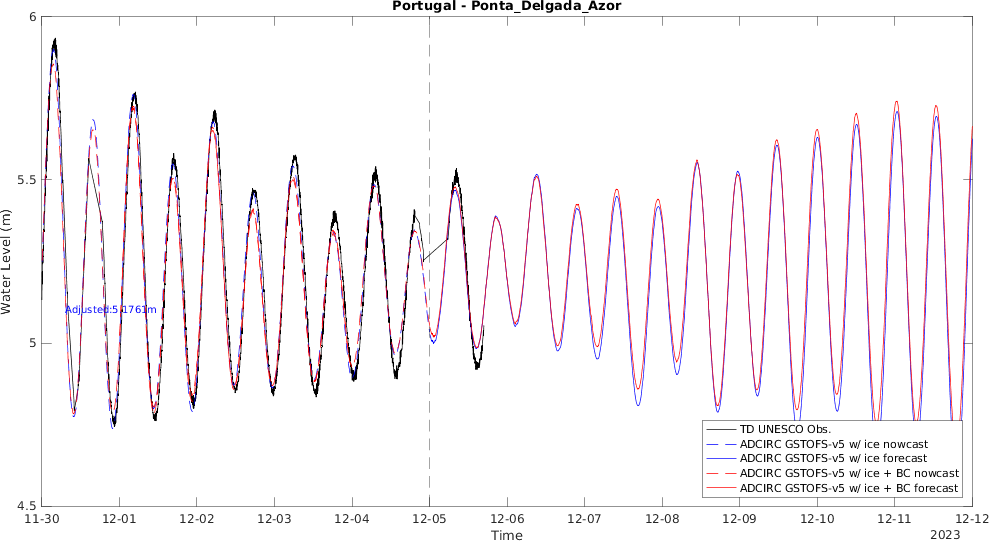 Portugal - Ponta_Delgada_Azor
6
5.5
5
4.5
Water Level (m)
Adjusted:5.1761m
TD UNESCO Obs.
ADCIRC GSTOFS-v5 w/ ice nowcast
ADCIRC GSTOFS-v5 w/ ice forecast
ADCIRC GSTOFS-v5 w/ ice + BC nowcast
ADCIRC GSTOFS-v5 w/ ice + BC forecast
11-30 12-01 12-02 12-03 12-04 12-05 12-06 12-07 12-08 12-09 12-10 12-11 12-12
Time
2023